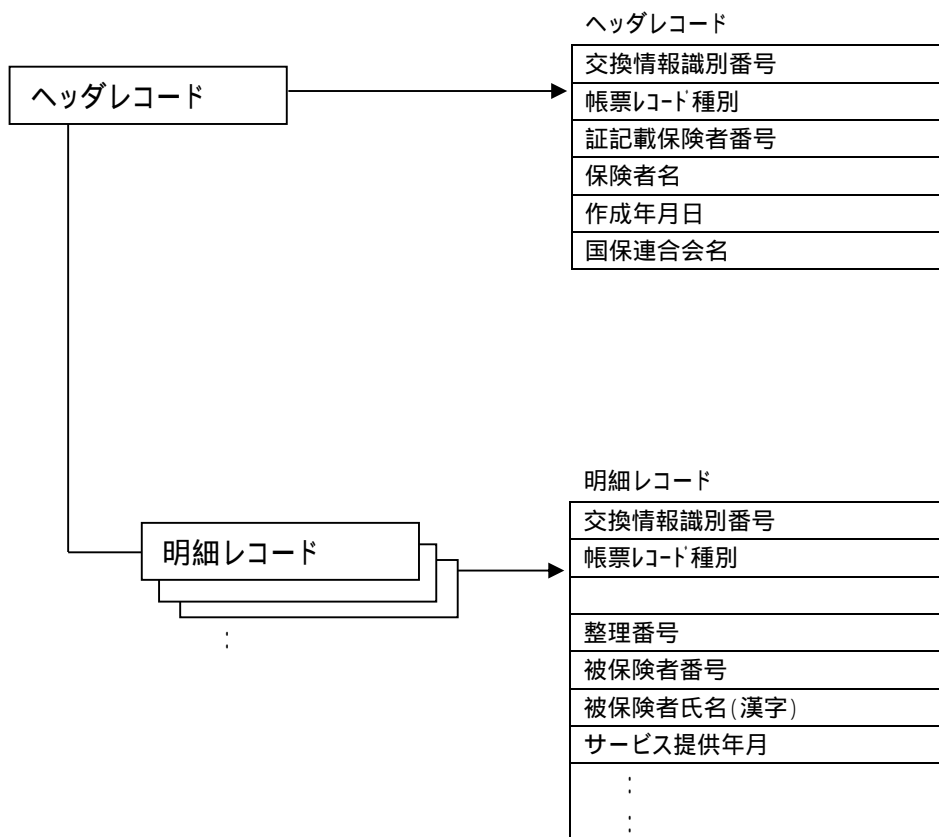 ヘッダレコード
ヘッダレコード
交換情報識別番号
帳票ﾚｺｰﾄﾞ種別
証記載保険者番号
保険者名
作成年月日
国保連合会名
明細レコード
:
明細レコード
交換情報識別番号
帳票ﾚｺｰﾄﾞ種別
整理番号
被保険者番号
被保険者氏名(漢字)
サービス提供年月
:
: